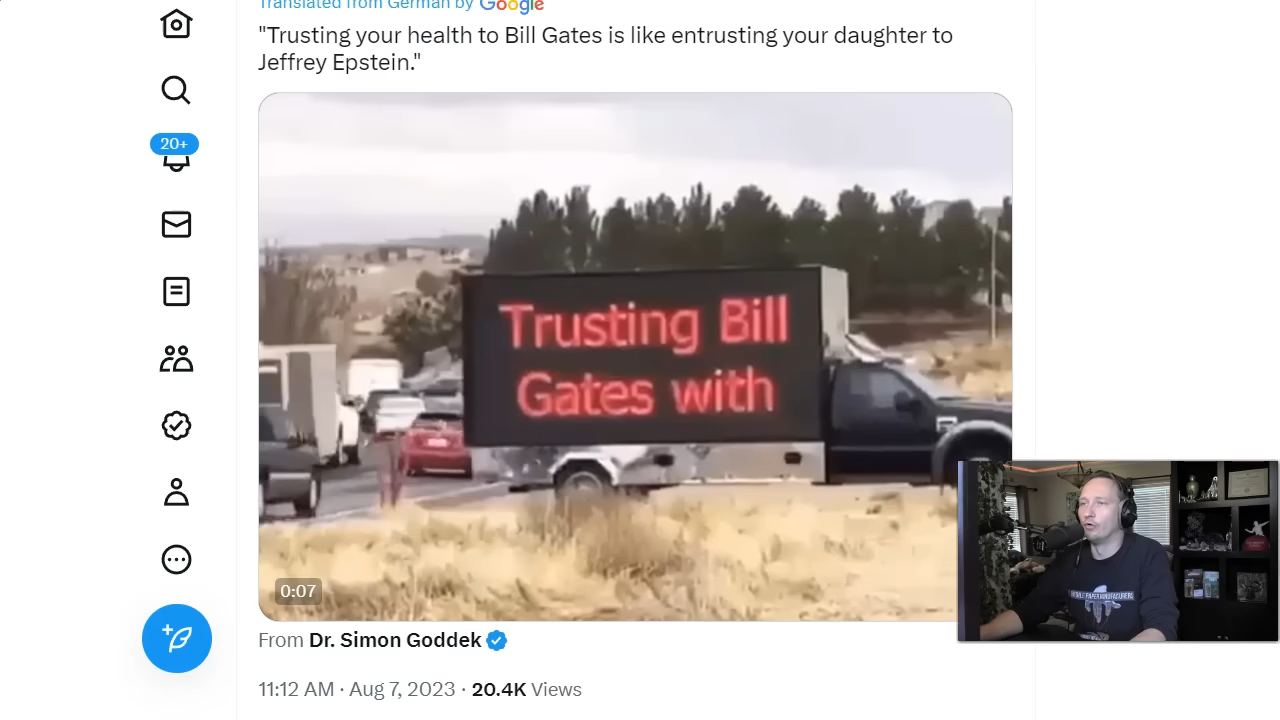 Translated from German by Google
"Trusting your health to Bill Gates is like entrusting your daughter to
Jeffrey Epstein."
20+
Trusting Bill
Gates with
0:07
From Dr. Simon Goddek
11:12 AM · Aug 7, 2023 · 20.4K Views